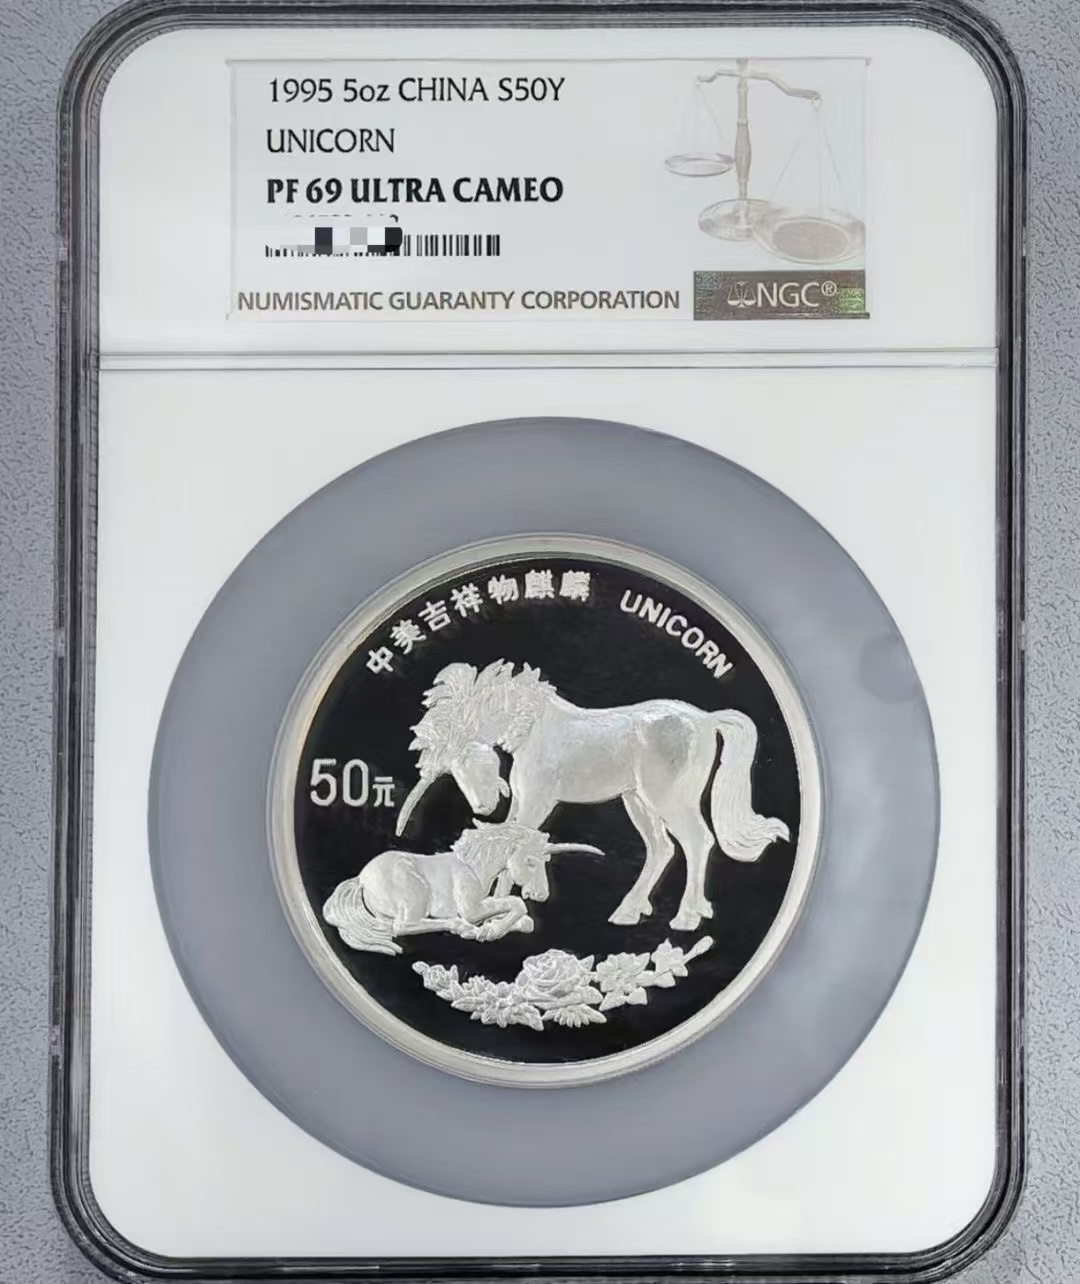 1995 5oz CHINA S50Y
UNICORN
PF 69 ULTRA CAMEO
NUMISMATIC GUARANTY CORPORATION
NGC®
中美吉祥物麒麟 UNICORN
50元